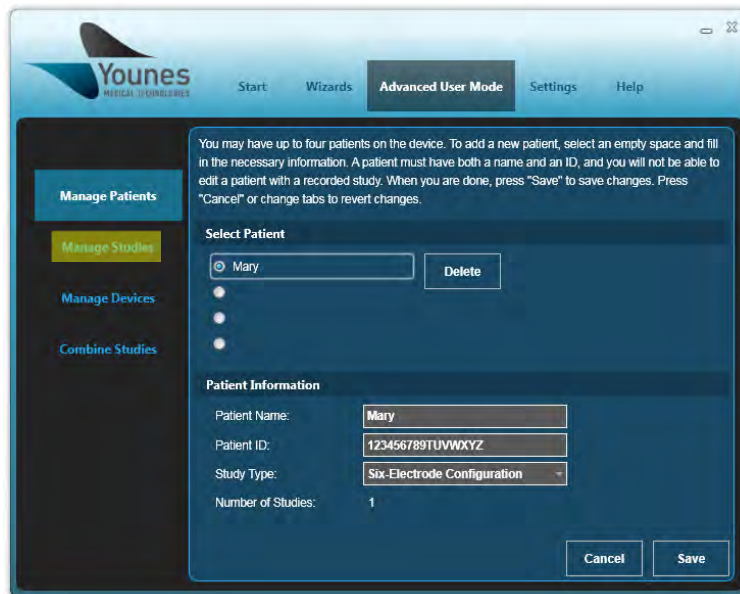 Younes
MEDICAL TECHNOLOGIES
Start Wizards Advanced User Mode Settings Help
You may have up to four patients on the device. To add a new patient, select an empty space and fill
in the necessary information. A patient must have both a name and an ID, and you will not be able to
edit a patient with a recorded study. When you are done, press "Save" to save changes. Press
"Cancel" or change tabs to revert changes.
Manage Patients
Manage Studies
Manage Devices
Combine Studies
Select Patient
Mary
Delete
Patient Information
Patient Name: Mary
Patient ID: 123456789TUVWXYZ
Study Type: Six-Electrode Configuration
Number of Studies: 1
Cancel Save